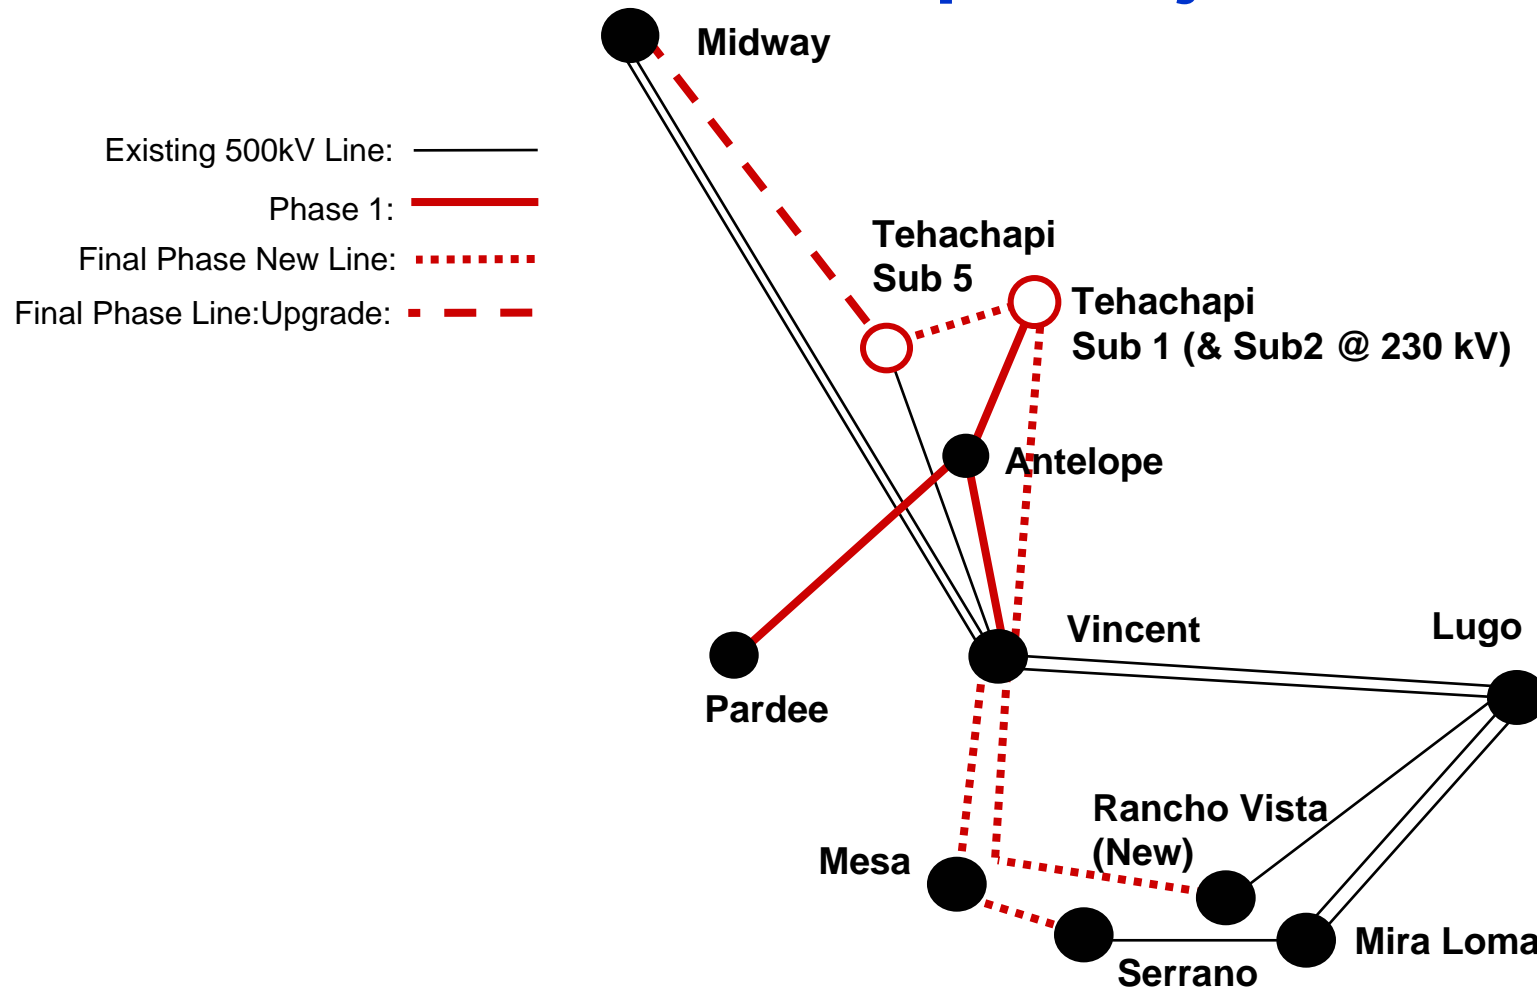 Midway
Existing 500kV Line:
Phase 1:
Final Phase New Line:
Final Phase Line:Upgrade:
Tehachapi
Sub 5
Tehachapi
Sub 1 (& Sub2 @ 230 kV)
Antelope
Vincent
Lugo
Pardee
Rancho Vista
(New)
Mesa
Mira Loma
Serrano